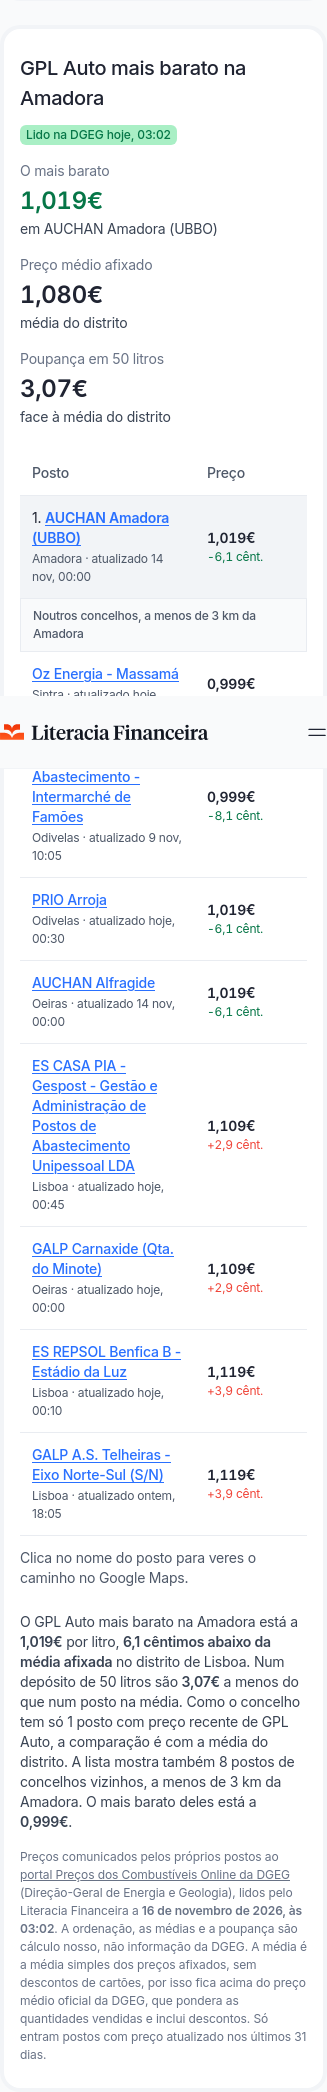 GPL Auto mais barato na
Amadora
Lido na DGEG hoje, 03:02
O mais barato
1,019€
em AUCHAN Amadora (UBBO)
Preço médio afixado
1,080€
média do distrito
Poupança em 50 litros
3,07€
face à média do distrito
Posto Preço
1. AUCHAN Amadora
(UBBO)
1,019€
-6,1 cênt.
Amadora · atualizado 14
nov, 00:00
Noutros concelhos, a menos de 3 km da
Amadora
Oz Energia - Massamá
0,999€
Sintra · atualizado hoje
Literacia Financeira
Abastecimento -
Intermarché de
Famões
0,999€
-8,1 cênt.
Odivelas · atualizado 9 nov,
10:05
PRIO Arroja
1,019€
-6,1 cênt.
Odivelas · atualizado hoje,
00:30
AUCHAN Alfragide
1,019€
-6,1 cênt.
Oeiras · atualizado 14 nov,
00:00
ES CASA PIA -
Gespost - Gestão e
Administração de
Postos de
Abastecimento
Unipessoal LDA
1,109€
+2,9 cênt.
Lisboa · atualizado hoje,
00:45
GALP Carnaxide (Qta.
do Minote)
1,109€
+2,9 cênt.
Oeiras · atualizado hoje,
00:00
ES REPSOL Benfica B -
Estádio da Luz
1,119€
+3,9 cênt.
Lisboa · atualizado hoje,
00:10
GALP A.S. Telheiras -
Eixo Norte-Sul (S/N)
1,119€
+3,9 cênt.
Lisboa · atualizado ontem,
18:05
Clica no nome do posto para veres o
caminho no Google Maps.
O GPL Auto mais barato na Amadora está a
1,019€ por litro, 6,1 cêntimos abaixo da
média afixada no distrito de Lisboa. Num
depósito de 50 litros são 3,07€ a menos do
que num posto na média. Como o concelho
tem só 1 posto com preço recente de GPL
Auto, a comparação é com a média do
distrito. A lista mostra também 8 postos de
concelhos vizinhos, a menos de 3 km da
Amadora. O mais barato deles está a
0,999€.
Preços comunicados pelos próprios postos ao
portal Preços dos Combustíveis Online da DGEG
(Direção-Geral de Energia e Geologia), lidos pelo
Literacia Financeira a 16 de novembro de 2026, às
03:02. A ordenação, as médias e a poupança são
cálculo nosso, não informação da DGEG. A média é
a média simples dos preços afixados, sem
descontos de cartões, por isso fica acima do preço
médio oficial da DGEG, que pondera as
quantidades vendidas e inclui descontos. Só
entram postos com preço atualizado nos últimos 31
dias.